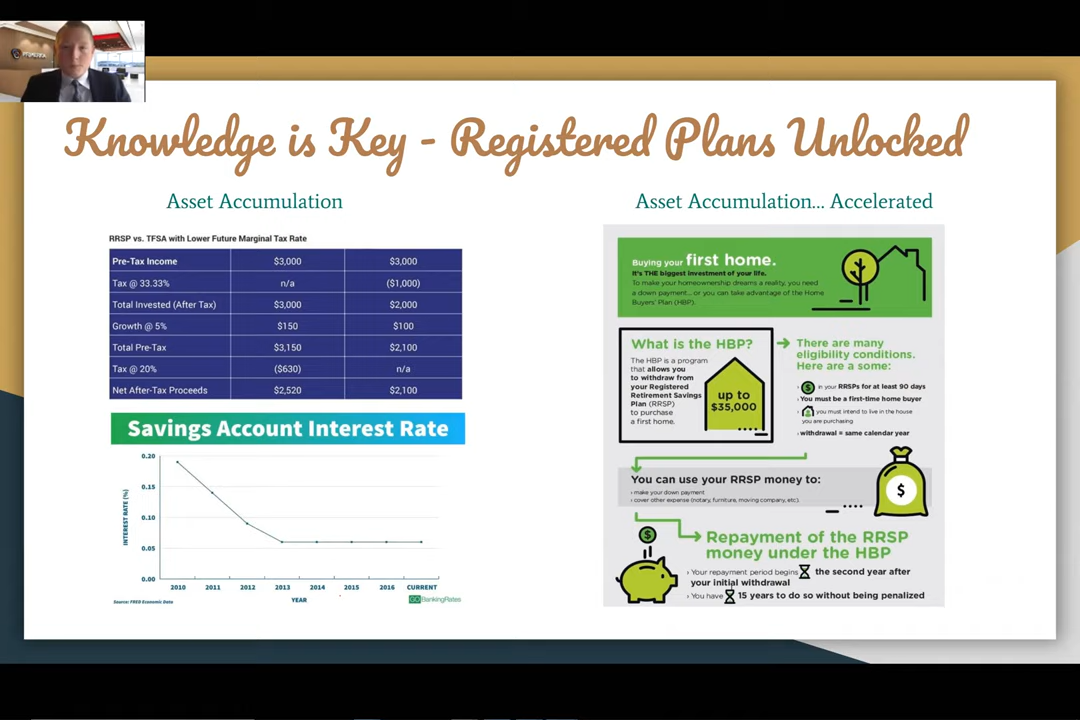 Knowledge is Key - Registered Plans Unlocked
Asset Accumulation
RRSP vs. TFSA with Lower Future Marginal Tax Rate
Pre-Tax Income $3,000 $3,000
Tax @ 33.33% n/a ($1,000)
Total Invested (After Tax) $3,000 $2,000
Growth @ 5% $150 $100
Total Pre-Tax $3,150 $2,100
Tax @ 20% ($630) n/a
Net After-Tax Proceeds $2,520 $2,100
Savings Account Interest Rate
INTEREST RATE (%)
0.20
0.15
0.10
0.05
0.00
2010 2011 2012 2013 2014 2015 2016 CURRENT
YEAR
Source: FRED Economic Data
GOBankingRates
Asset Accumulation... Accelerated
Buying your first home.
It's THE biggest investment of your life.
To make your homeownership dreams a reality, you need
a down payment... or you can take advantage of the Home
Buyers' Plan (HBP).
What is the HBP?
The HBP is a program
that allows you
to withdraw from
your Registered
Retirement Savings
Plan (RRSP)
to purchase
a first home.
up to
$35,000
There are many
eligibility conditions.
Here are a some:
› $ in your RRSPs for at least 90 days
› You must be a first-time home buyer
› you must intend to live in the house
you are purchasing
› withdrawal = same calendar year
You can use your RRSP money to:
› make your down payment
› cover other expense (notary, furniture, moving company, etc)
$
$
Repayment of the RRSP
money under the HBP
› Your repayment period begins the second year after
your initial withdrawal
› You have 15 years to do so without being penalized